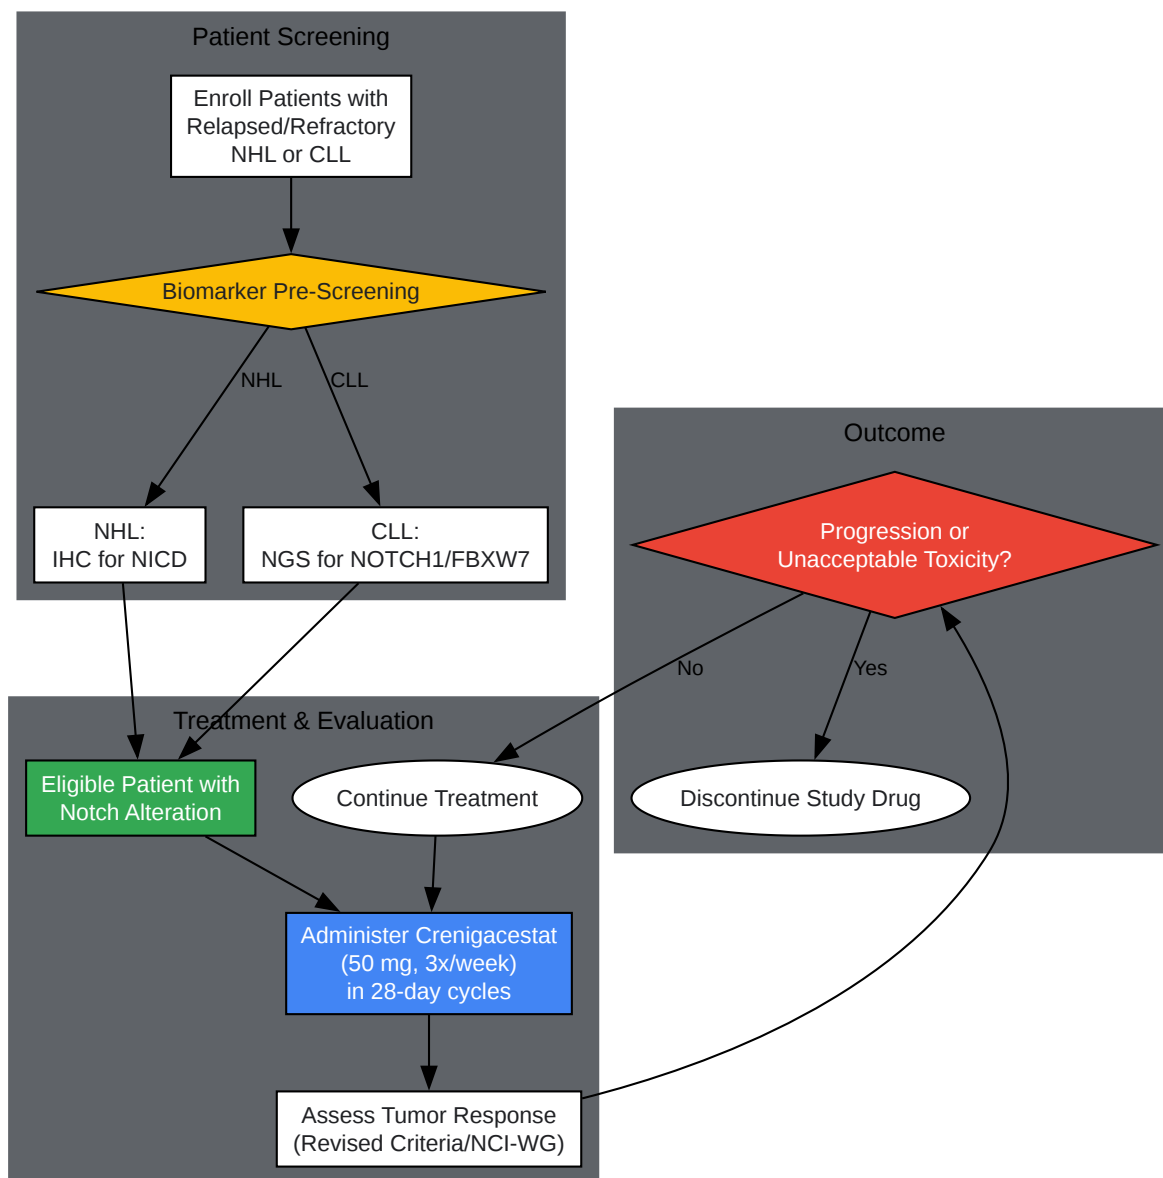 Patient Screening
Enroll Patients with
Relapsed/Refractory
NHL or CLL
Biomarker Pre-Screening
NHL
CLL
NHL:
IHC for NICD
CLL:
NGS for NOTCH1/FBXW7
Outcome
Progression or
Unacceptable Toxicity?
No
Yes
Treatment & Evaluation
Eligible Patient with
Notch Alteration
Continue Treatment
Discontinue Study Drug
Administer Crenigacestat
(50 mg, 3x/week)
in 28-day cycles
Assess Tumor Response
(Revised Criteria/NCI-WG)